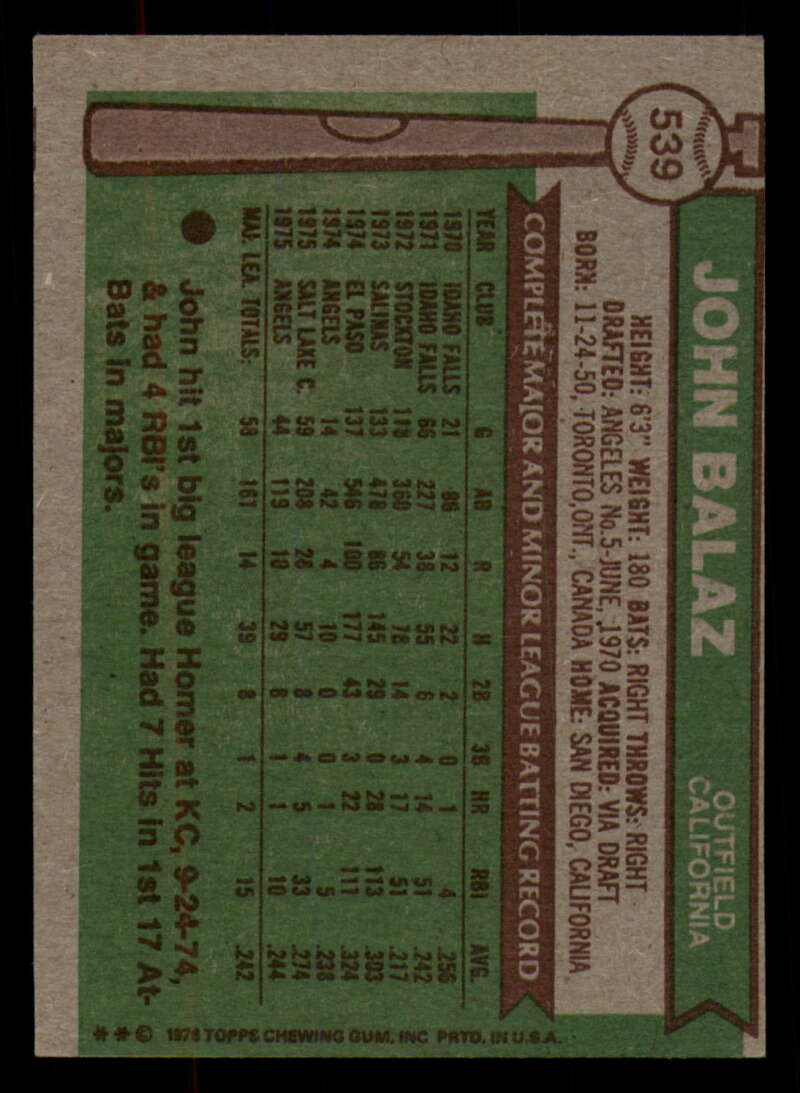 539
JOHN BALAZ
OUTFIELD
CALIFORNIA
HEIGHT: 6'3" WEIGHT: 180 BATS: RIGHT THROWS: RIGHT
DRAFTED: ANGELES No.5-JUNE, 1970 ACQUIRED: VIA DRAFT
BORN: 11-24-50, TORONTO, ONT., CANADA HOME: SAN DIEGO, CALIFORNIA
COMPLETE MAJOR AND MINOR LEAGUE BATTING RECORD
YEAR CLUB G AB R H 2B 3B HR RBI AVG.
1970 IDAHO FALLS 21 86 12 22 2 0 1 4 .256
1971 IDAHO FALLS 66 227 38 55 6 4 14 51 .242
1972 STOCKTON 118 360 54 78 14 3 17 51 .217
1973 SALINAS 133 478 86 145 29 0 28 113 .303
1974 EL PASO 137 546 100 177 43 3 22 111 .324
1974 ANGELS 14 42 4 10 0 0 1 5 .238
1975 SALT LAKE C. 59 208 28 57 8 4 5 33 .274
1975 ANGELS 44 119 10 29 8 1 1 10 .244
MAJ. LEA. TOTALS: 58 161 14 39 8 1 2 15 .242
John hit 1st big league Homer at KC, 9-24-74,
& had 4 RBI's in game. Had 7 Hits in 1st 17 At-
Bats in majors.
**© 1976 TOPPS CHEWING GUM, INC PRTD. IN U.S.A.